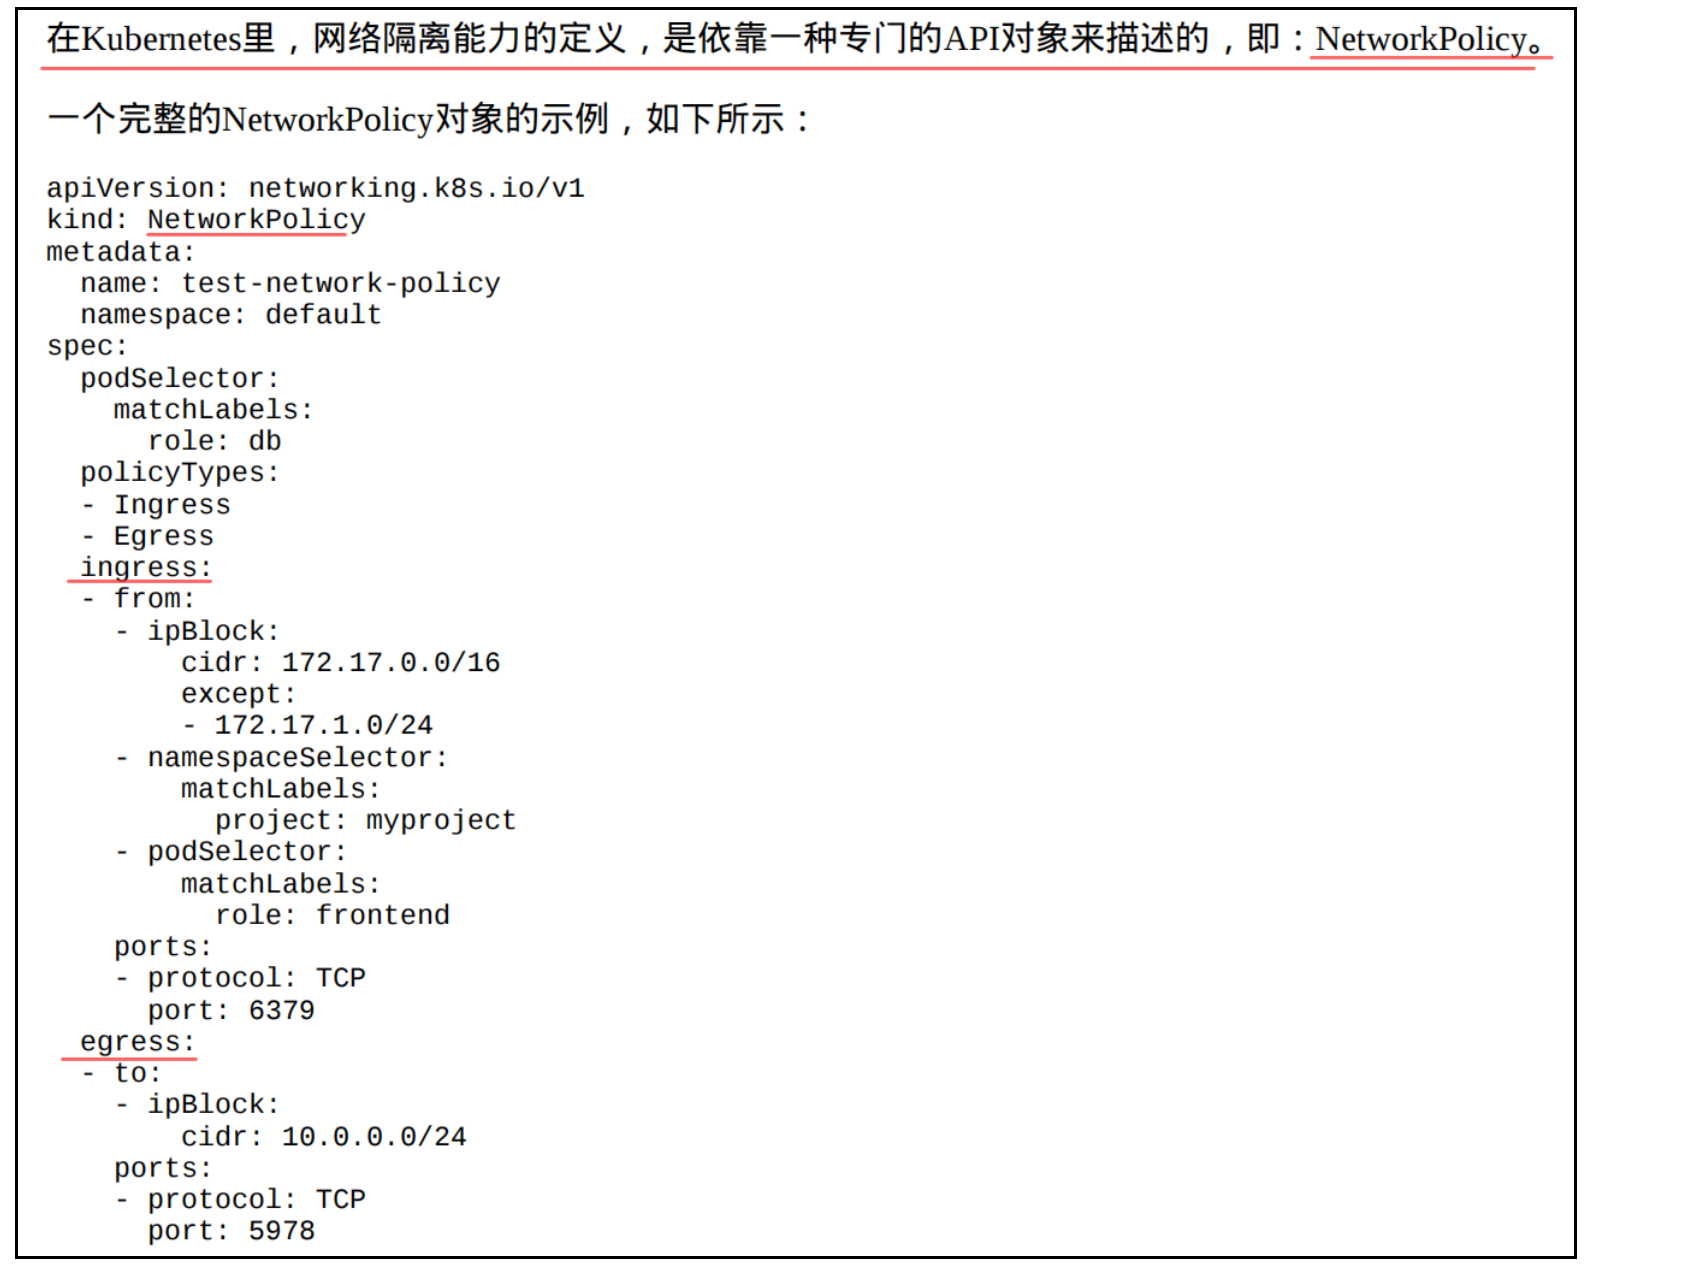 在Kubernetes里，网络隔离能力的定义，是依靠一种专门的API对象来描述的，即：NetworkPolicy。
一个完整的NetworkPolicy对象的示例，如下所示：
apiVersion: networking.k8s.io/v1
kind: NetworkPolicy
metadata:
  name: test-network-policy
  namespace: default
spec:
  podSelector:
    matchLabels:
      role: db
  policyTypes:
  - Ingress
  - Egress
  ingress:
  - from:
    - ipBlock:
        cidr: 172.17.0.0/16
        except:
        - 172.17.1.0/24
    - namespaceSelector:
        matchLabels:
          project: myproject
    - podSelector:
        matchLabels:
          role: frontend
    ports:
    - protocol: TCP
      port: 6379
  egress:
  - to:
    - ipBlock:
        cidr: 10.0.0.0/24
    ports:
    - protocol: TCP
      port: 5978